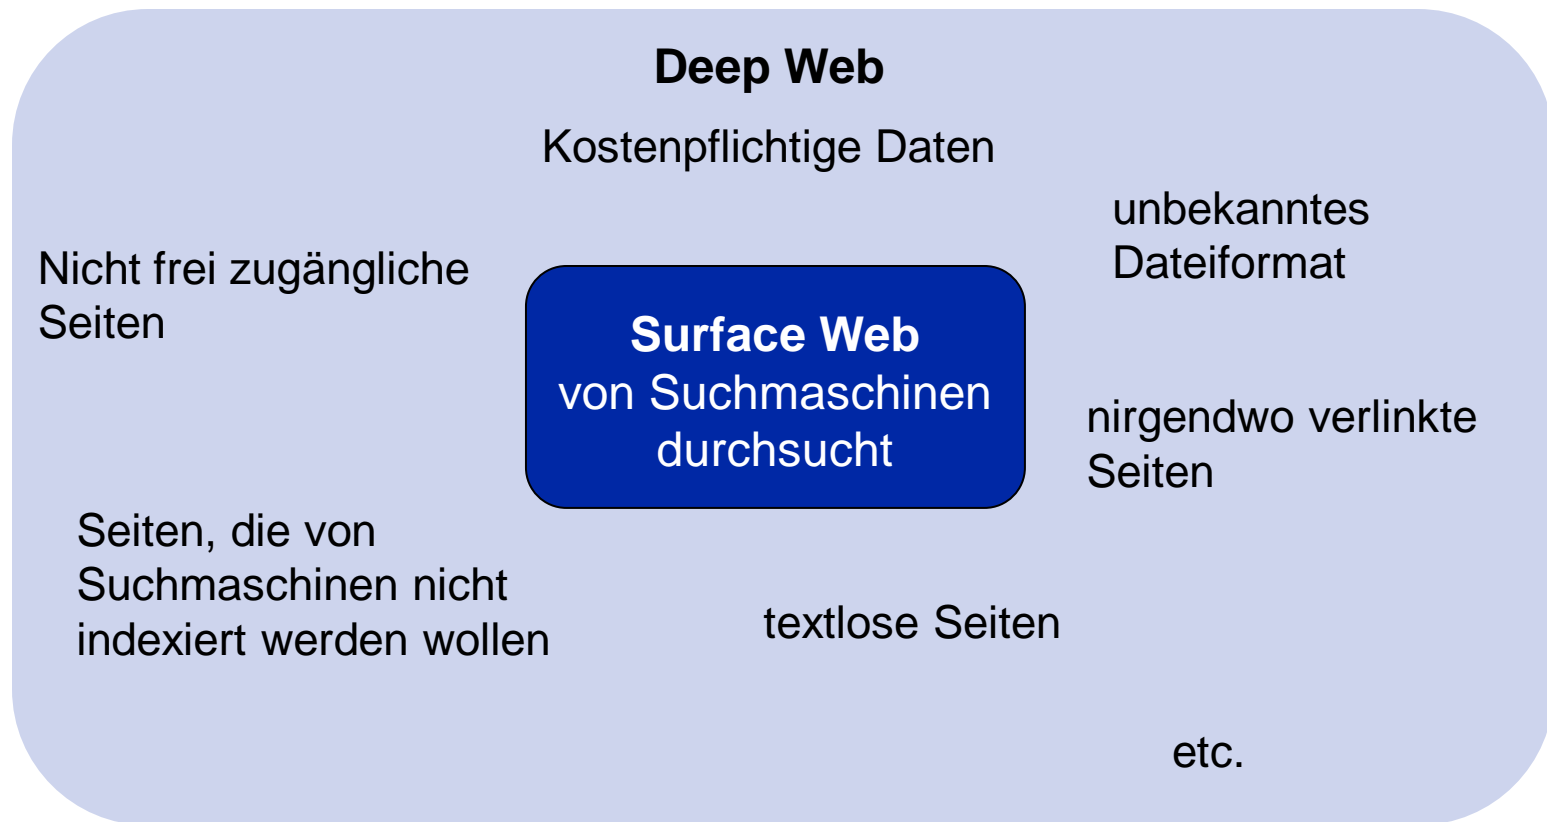 Deep Web
Kostenpflichtige Daten
unbekanntes
Dateiformat
Nicht frei zugängliche
Seiten
Surface Web
von Suchmaschinen
durchsucht
nirgendwo verlinkte
Seiten
Seiten, die von
Suchmaschinen nicht
indexiert werden wollen
textlose Seiten
etc.